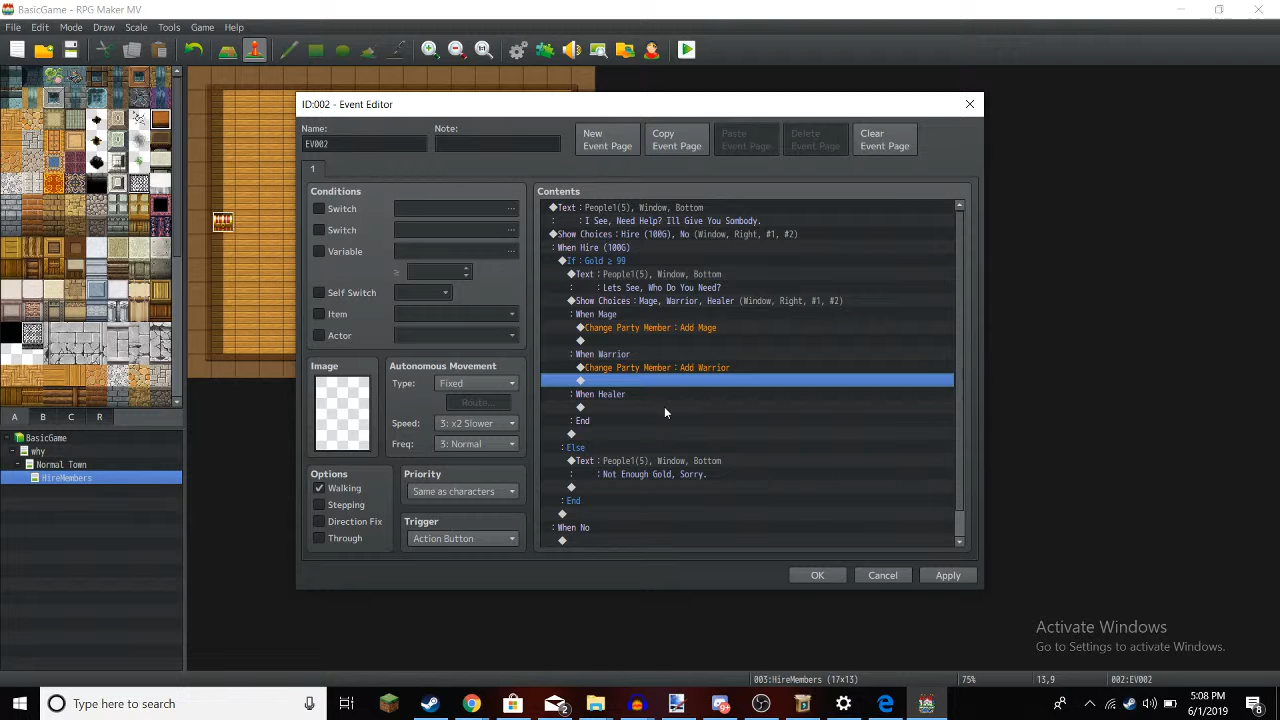 BasicGame - RPG Maker MV
File Edit Mode Draw Scale Tools Game Help
ID:002 - Event Editor
Name: Note:
EV002
New Event Page
Copy Event Page
Paste Event Page
Delete Event Page
Clear Event Page
1
Conditions
Switch ...
Switch ...
Variable ...
≥
Self Switch
Item
Actor
Image
Autonomous Movement
Type: Fixed
Route...
Speed: 3: x2 Slower
Freq: 3: Normal
Options
Walking
Stepping
Direction Fix
Through
Priority
Same as characters
Trigger
Action Button
Contents
◆Text : People1(5), Window, Bottom
: I See, Need Help? Ill Give You Sombody.
◆Show Choices : Hire (100G), No (Window, Right, #1, #2)
: When Hire (100G)
◆If : Gold ≥ 99
◆Text : People1(5), Window, Bottom
: Lets See, Who Do You Need?
◆Show Choices : Mage, Warrior, Healer (Window, Right, #1, #2)
: When Mage
◆Change Party Member : Add Mage
◆
: When Warrior
◆Change Party Member : Add Warrior
◆
: When Healer
◆
: End
◆
: Else
◆Text : People1(5), Window, Bottom
: Not Enough Gold, Sorry.
◆
: End
◆
: When No
◆
OK Cancel Apply
A B C R
BasicGame
why
Normal Town
HireMembers
Activate Windows
Go to Settings to activate Windows.
003:HireMembers (17x13) 75% 13,9 002:EV002
Type here to search
2
5:08 PM
6/1/2019
8